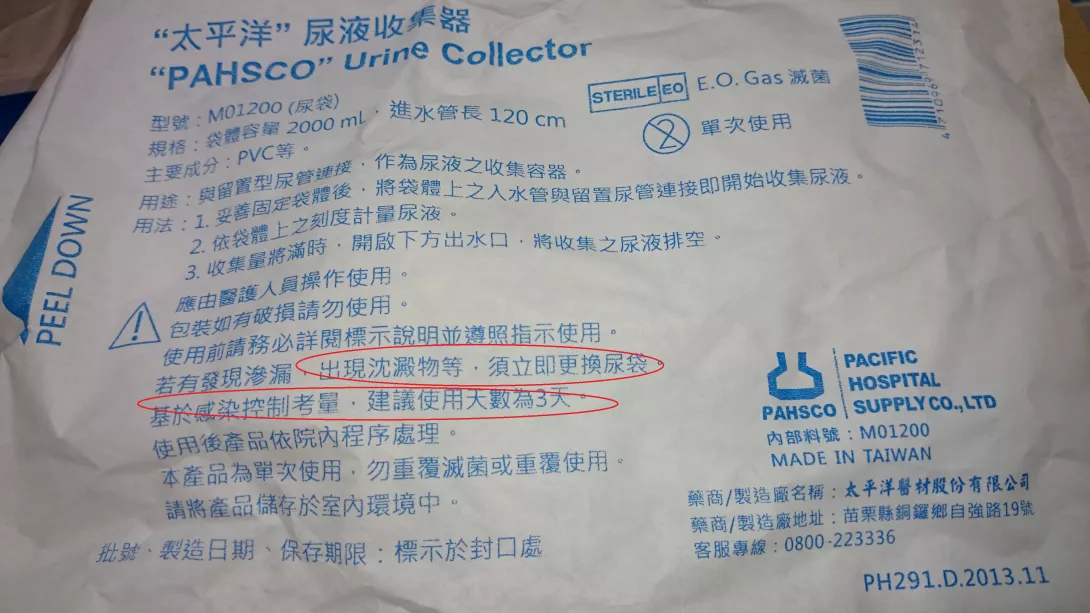 “太平洋” 尿液收集器
“PAHSCO” Urine Collector
型號：M01200 (尿袋)
規格：袋體容量 2000 mL，進水管長 120 cm
主要成分：PVC等。
用途：與留置型尿管連接，作為尿液之收集容器。
用法：1. 妥善固定袋體後，將袋體上之入水管與留置尿管連接即開始收集尿液。
2. 依袋體上之刻度計量尿液。
3. 收集量將滿時，開啟下方出水口，將收集之尿液排空。
STERILE EO E.O. Gas 滅菌
2 單次使用
PEEL DOWN
應由醫護人員操作使用。
包裝如有破損請勿使用。
使用前請務必詳閱標示說明並遵照指示使用。
若有發現滲漏，出現沈澱物等，須立即更換尿袋。
基於感染控制考量，建議使用天數為3天。
使用後產品依院內程序處理。
本產品為單次使用，勿重覆滅菌或重覆使用。
請將產品儲存於室內環境中。
批號、製造日期、保存期限：標示於封口處
PAHSCO
PACIFIC
HOSPITAL
SUPPLY CO., LTD
內部料號：M01200
MADE IN TAIWAN
藥商/製造廠名稱：太平洋醫材股份有限公司
藥商/製造廠地址：苗栗縣銅鑼鄉自強路19號
客服專線：0800-223336
PH291.D.2013.11